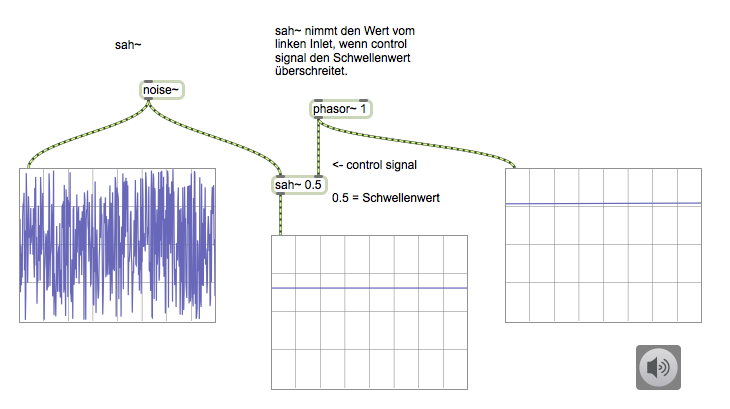 sah~
sah~ nimmt den Wert vom
linken Inlet, wenn control
signal den Schwellenwert
überschreitet.
noise~
phasor~ 1
<- control signal
sah~ 0.5
0.5 = Schwellenwert